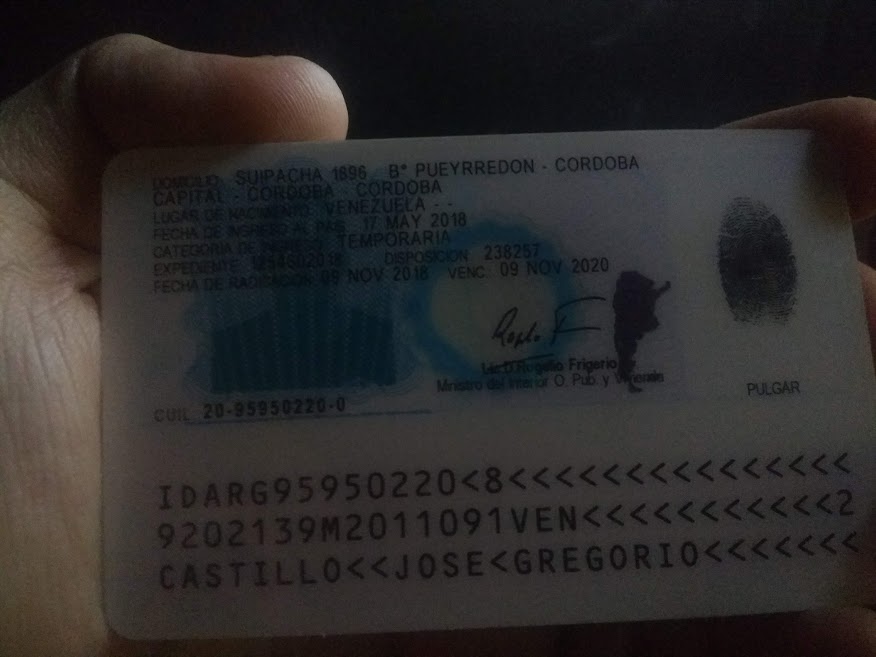 DOMICILIO: SUIPACHA 1896 B° PUEYRREDON - CORDOBA
CAPITAL - CORDOBA - CORDOBA
LUGAR DE NACIMIENTO: VENEZUELA - -
FECHA DE INGRESO AL PAIS: 17 MAY 2018
CATEGORIA DE INGRESO: TEMPORARIA
EXPEDIENTE DISPOSICION 238257
FECHA DE RADICACION 09 NOV 2018 VENC: 09 NOV 2020
Lic.D.Rogelio Frigerio
Ministro del Interior O. Pub. y Vivienda
PULGAR
CUIL: 20-95950220-0
IDARG95950220<8<<<<<<<<<<<<<<<
9202139M2011091VEN<<<<<<<<<<<2
CASTILLO<<JOSE<GREGORIO<<<<<<<